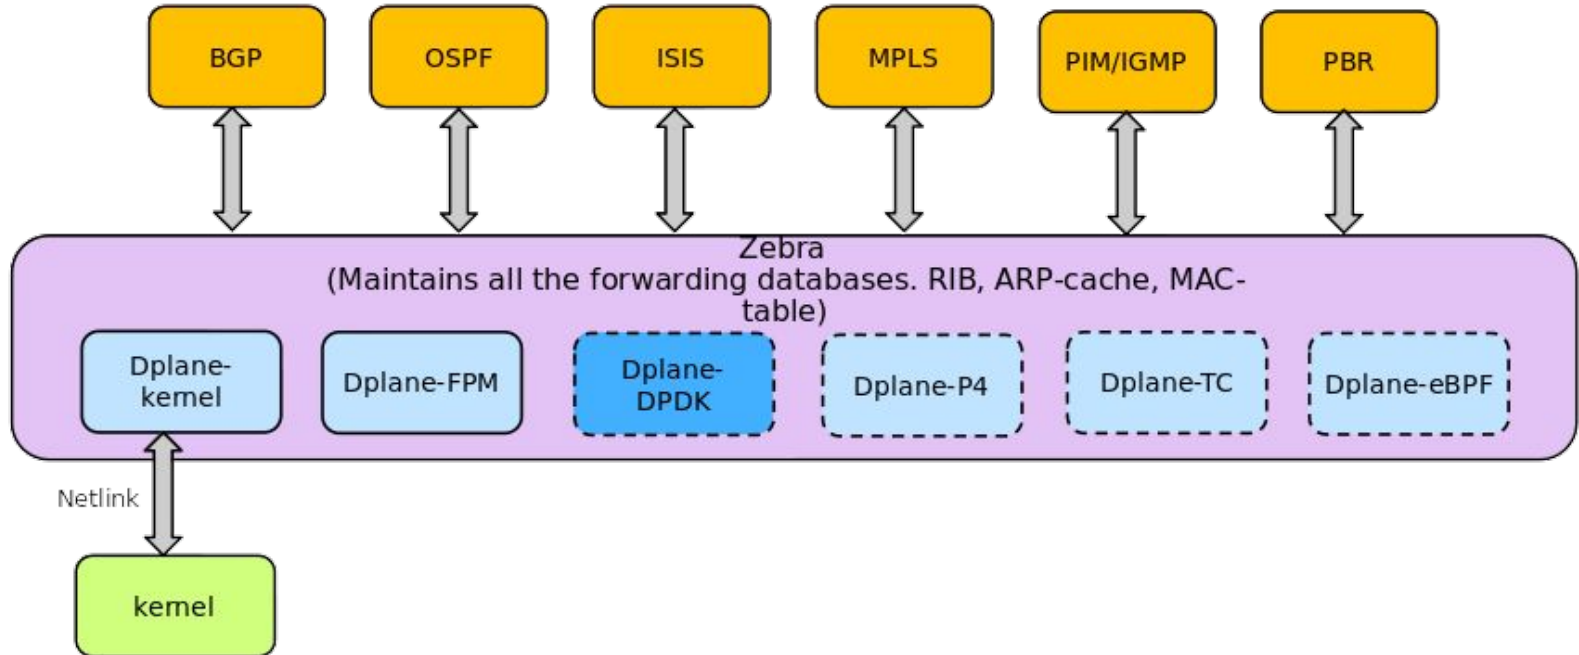 BGP
OSPF
ISIS
MPLS
PIM/IGMP
PBR
Zebra
(Maintains all the forwarding databases. RIB, ARP-cache, MAC-
table)
Dplane-
kernel
Dplane-FPM
Dplane-
DPDK
Dplane-P4
Dplane-TC
Dplane-eBPF
Netlink
kernel